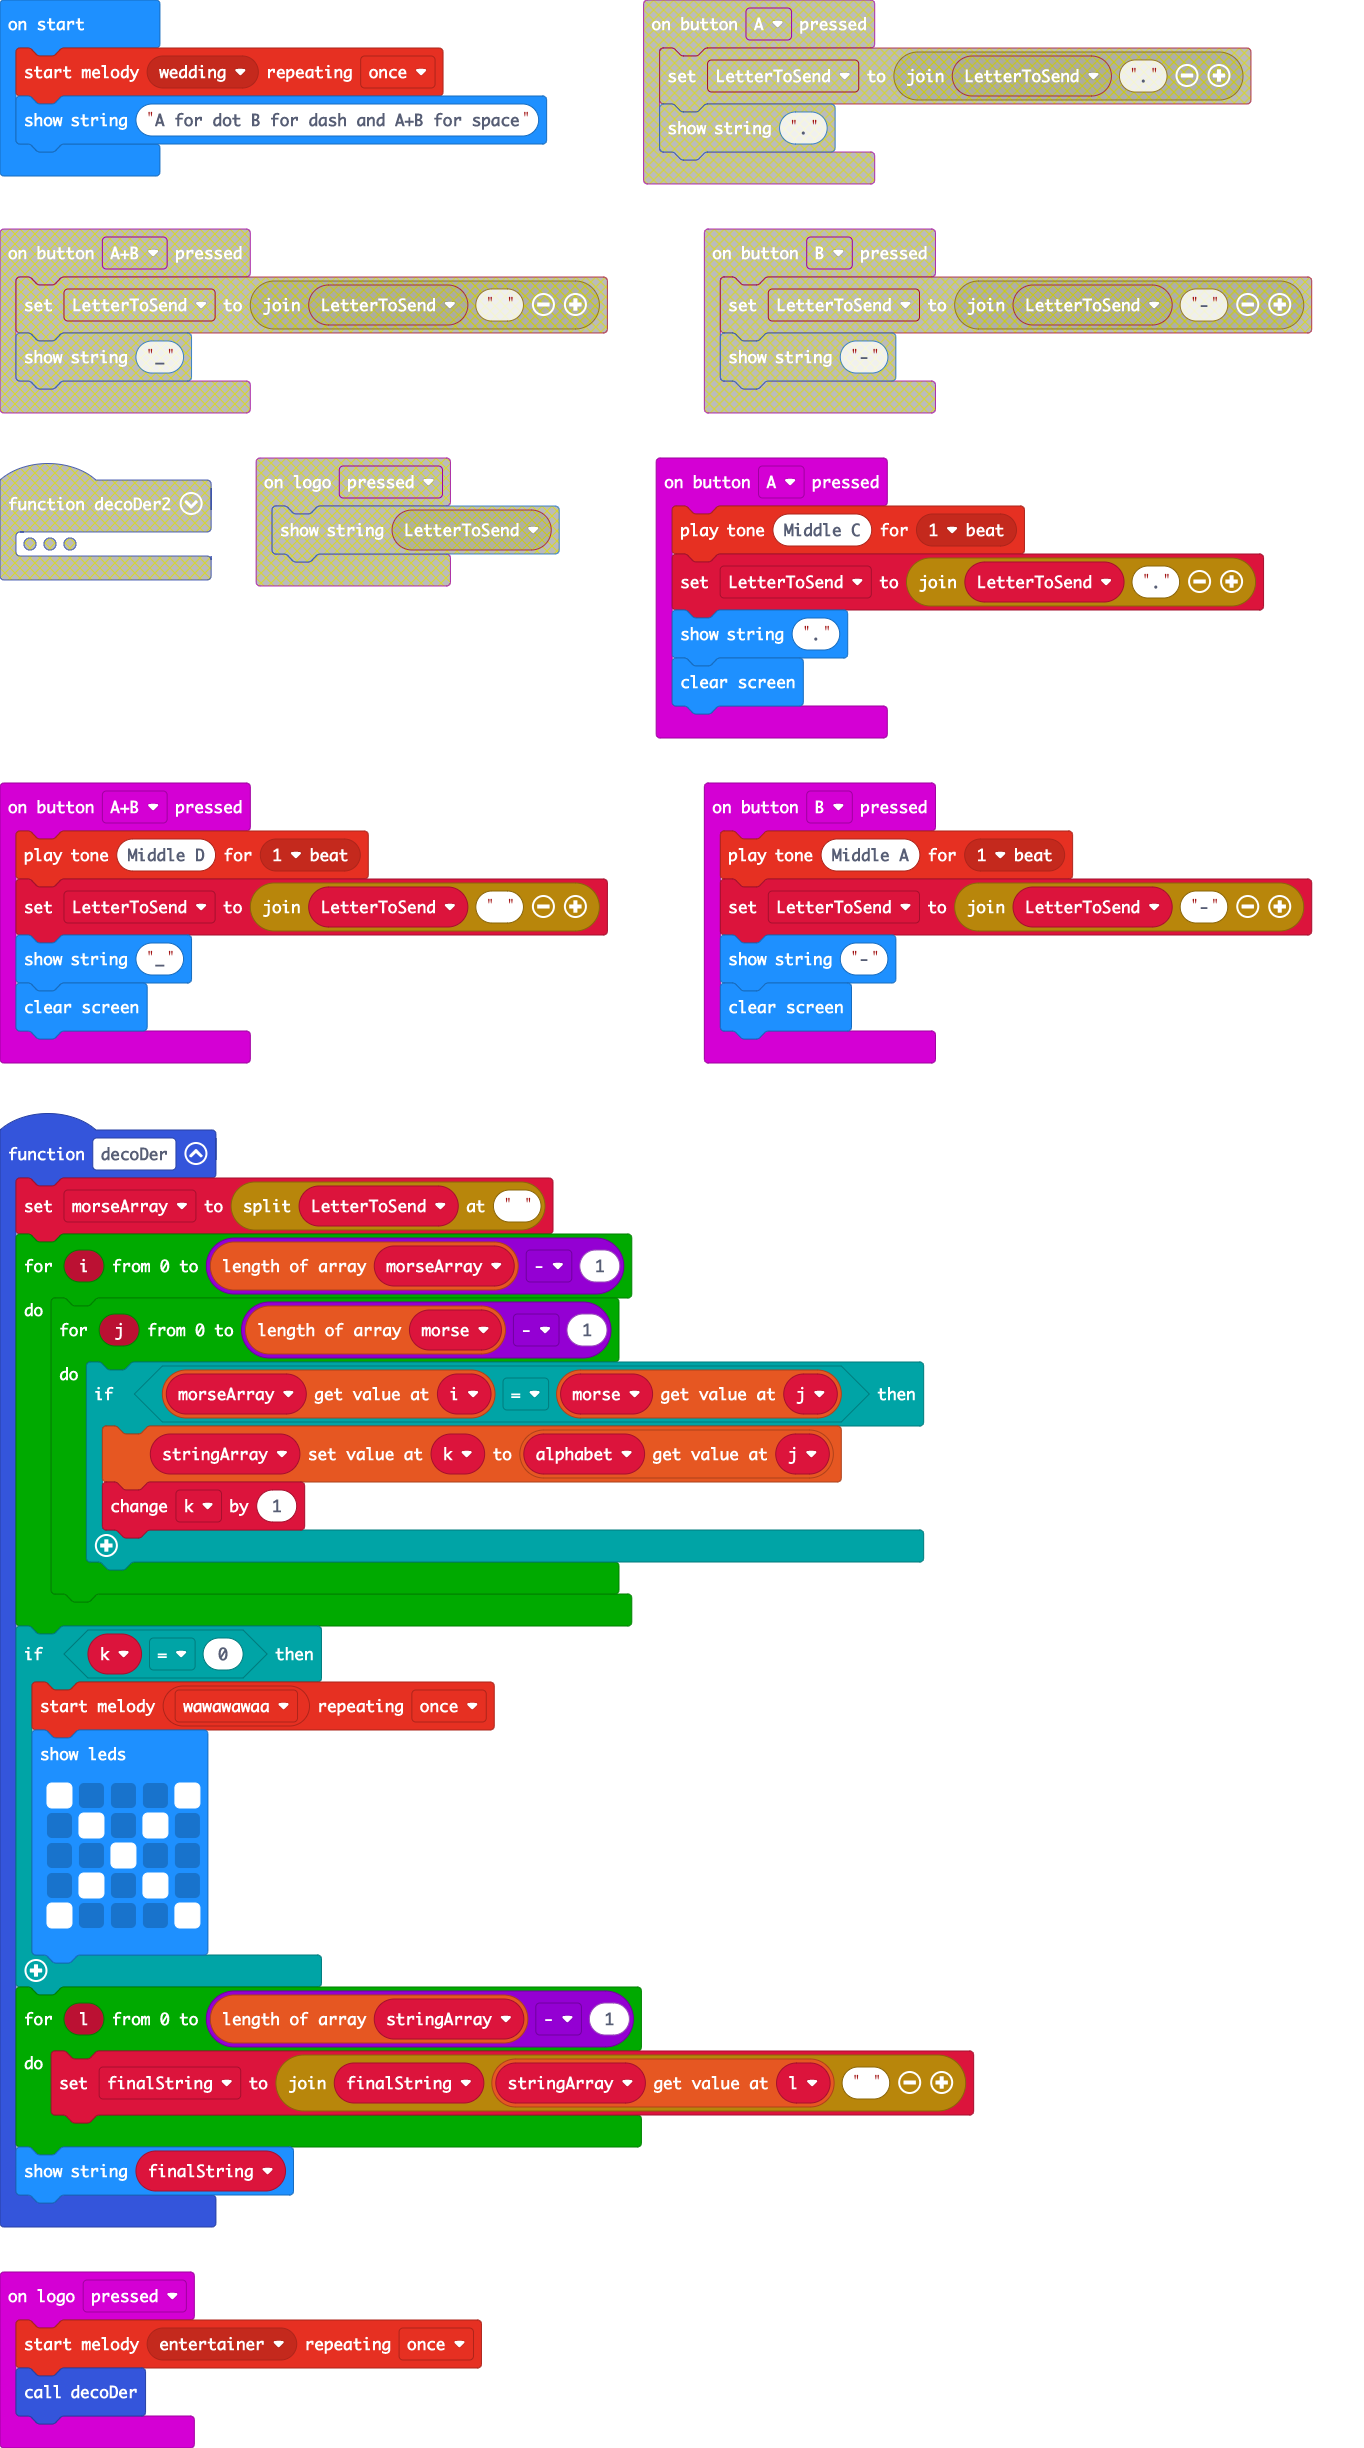 on start
start melody wedding repeating once
show string "A for dot B for dash and A+B for space"
on button A pressed
set LetterToSend to join LetterToSend "."
show string "."
on button A+B pressed
set LetterToSend to join LetterToSend " "
show string "_"
on button B pressed
set LetterToSend to join LetterToSend "-"
show string "-"
function decoDer2
on logo pressed
show string LetterToSend
on button A pressed
play tone Middle C for 1 beat
set LetterToSend to join LetterToSend "."
show string "."
clear screen
on button A+B pressed
play tone Middle D for 1 beat
set LetterToSend to join LetterToSend " "
show string "_"
clear screen
on button B pressed
play tone Middle A for 1 beat
set LetterToSend to join LetterToSend "-"
show string "-"
clear screen
function decoDer
set morseArray to split LetterToSend at " "
for i from 0 to length of array morseArray - 1
do
for j from 0 to length of array morse - 1
do
if morseArray get value at i = morse get value at j then
stringArray set value at k to alphabet get value at j
change k by 1
if k = 0 then
start melody wawawawaa repeating once
show leds
for l from 0 to length of array stringArray - 1
do
set finalString to join finalString stringArray get value at l " "
show string finalString
on logo pressed
start melody entertainer repeating once
call decoDer